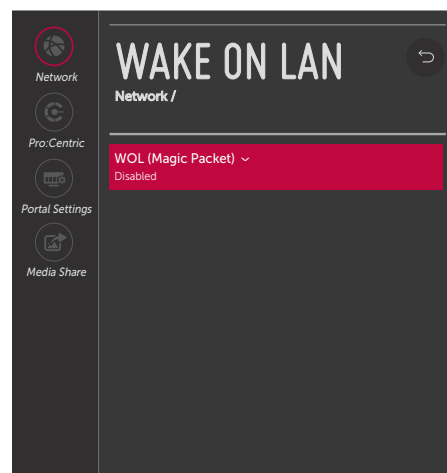 Network
Pro:Centric
Portal Settings
Media Share
WAKE ON LAN
Network /
WOL (Magic Packet)
Disabled